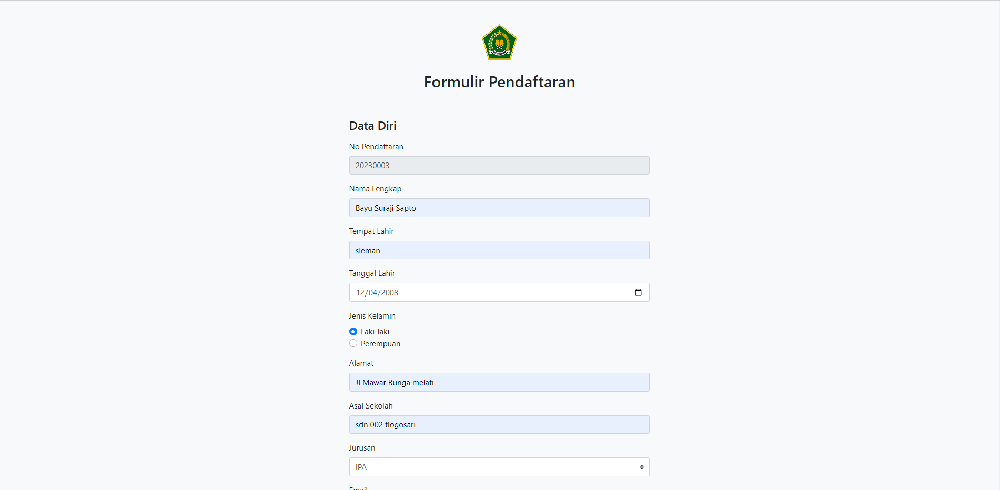 Formulir Pendaftaran
Data Diri
No Pendaftaran
20230003
Nama Lengkap
Bayu Suraji Sapto
Tempat Lahir
sleman
Tanggal Lahir
12/04/2008
Jenis Kelamin
Laki-laki
Perempuan
Alamat
Jl Mawar Bunga melati
Asal Sekolah
sdn 002 tlogosari
Jurusan
IPA
Email